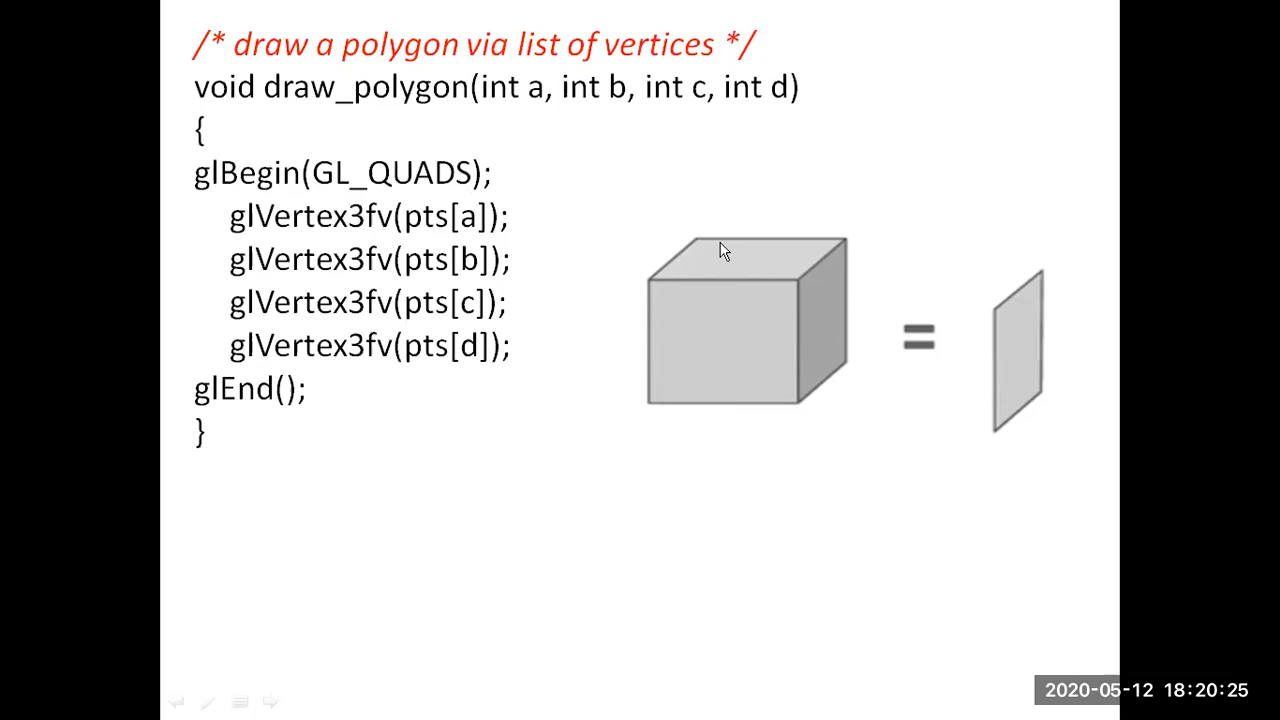 /* draw a polygon via list of vertices */
void draw_polygon(int a, int b, int c, int d)
{
glBegin(GL_QUADS);
glVertex3fv(pts[a]);
glVertex3fv(pts[b]);
glVertex3fv(pts[c]);
glVertex3fv(pts[d]);
glEnd();
}
=
2020-05-12 18:20:25